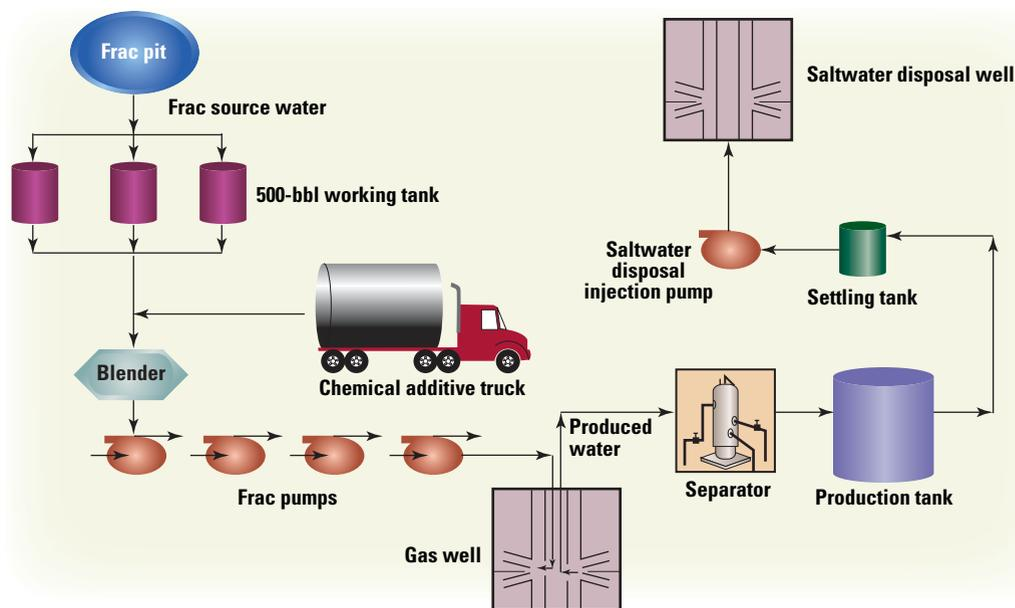 Frac pit
Frac source water
500-bbl working tank
Chemical additive truck
Blender
Frac pumps
Gas well
Produced
water
Separator
Production tank
Settling tank
Saltwater
disposal
injection pump
Saltwater disposal well